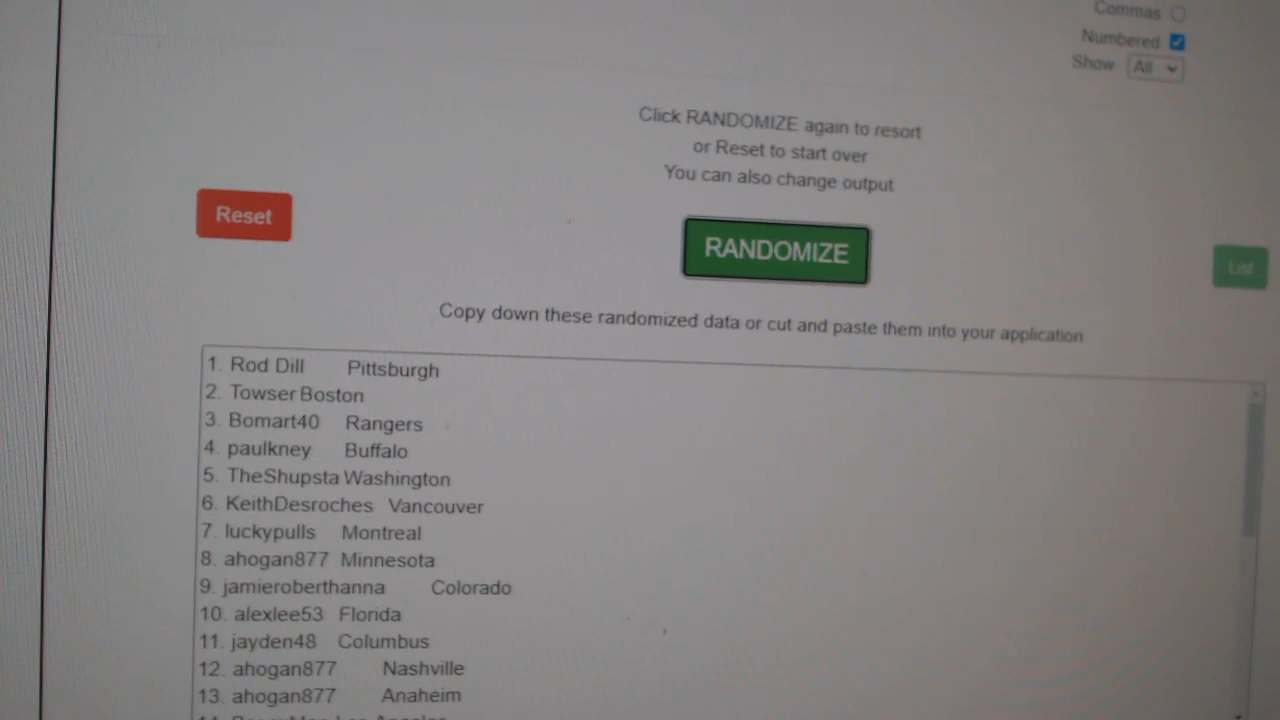 Commas
Numbered
Show All
Click RANDOMIZE again to resort
or Reset to start over
You can also change output
Reset
RANDOMIZE
List
Copy down these randomized data or cut and paste them into your application
1. Rod Dill Pittsburgh
2. Towser Boston
3. Bomart40 Rangers
4. paulkney Buffalo
5. TheShupsta Washington
6. KeithDesroches Vancouver
7. luckypulls Montreal
8. ahogan877 Minnesota
9. jamieroberthanna Colorado
10. alexlee53 Florida
11. jayden48 Columbus
12. ahogan877 Nashville
13. ahogan877 Anaheim